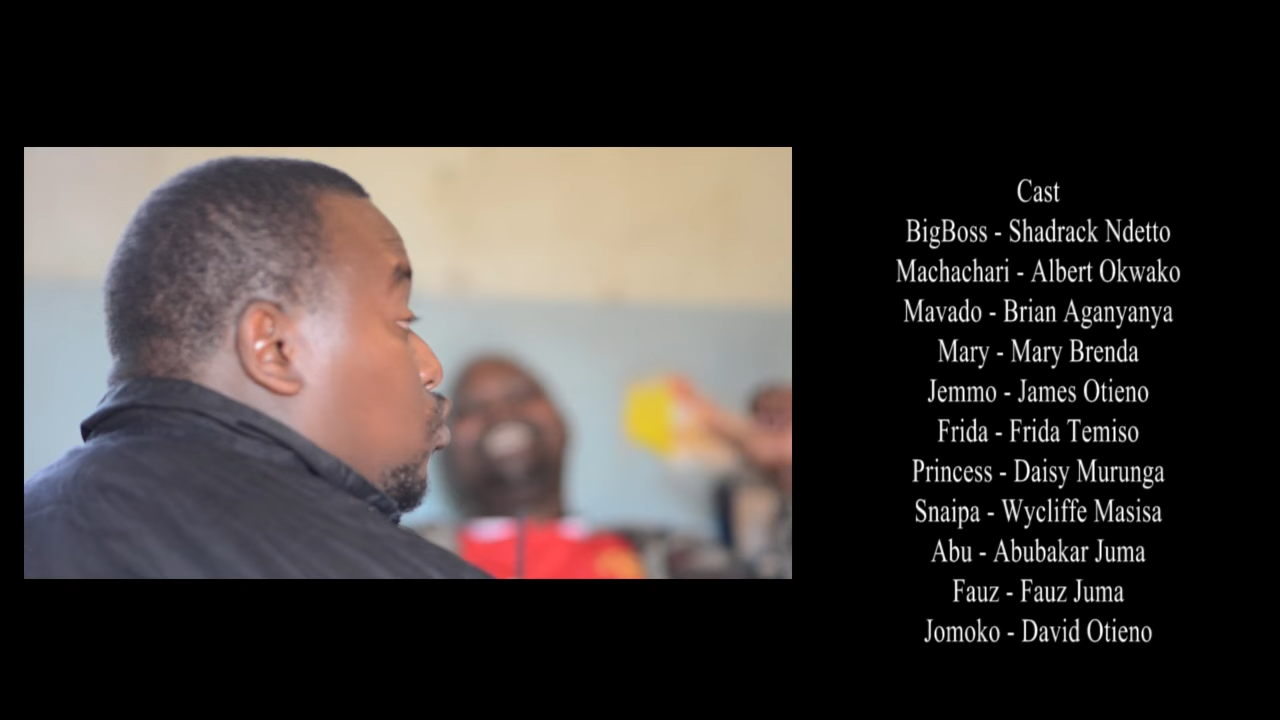 Cast
BigBoss - Shadrack Ndetto
Machachari - Albert Okwako
Mavado - Brian Aganyanya
Mary - Mary Brenda
Jemmo - James Otieno
Frida - Frida Temiso
Princess - Daisy Murunga
Snaipa - Wycliffe Masisa
Abu - Abubakar Juma
Fauz - Fauz Juma
Jomoko - David Otieno